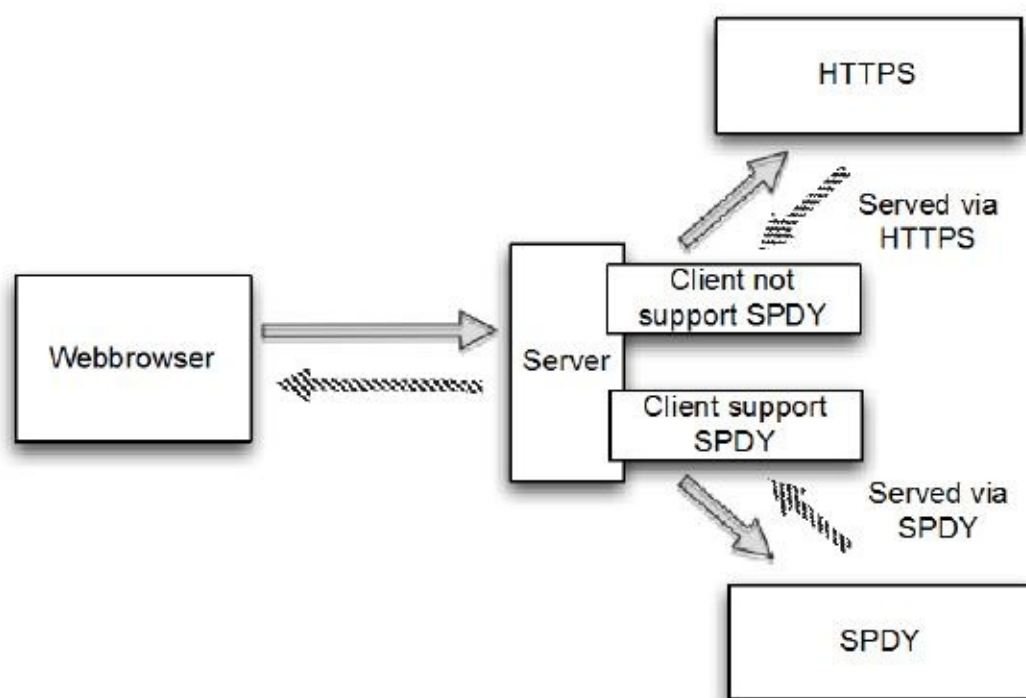 HTTPS
Served via
HTTPS
Client not
support SPDY
Webbrowser
Server
Client support
SPDY
Served via
SPDY
SPDY